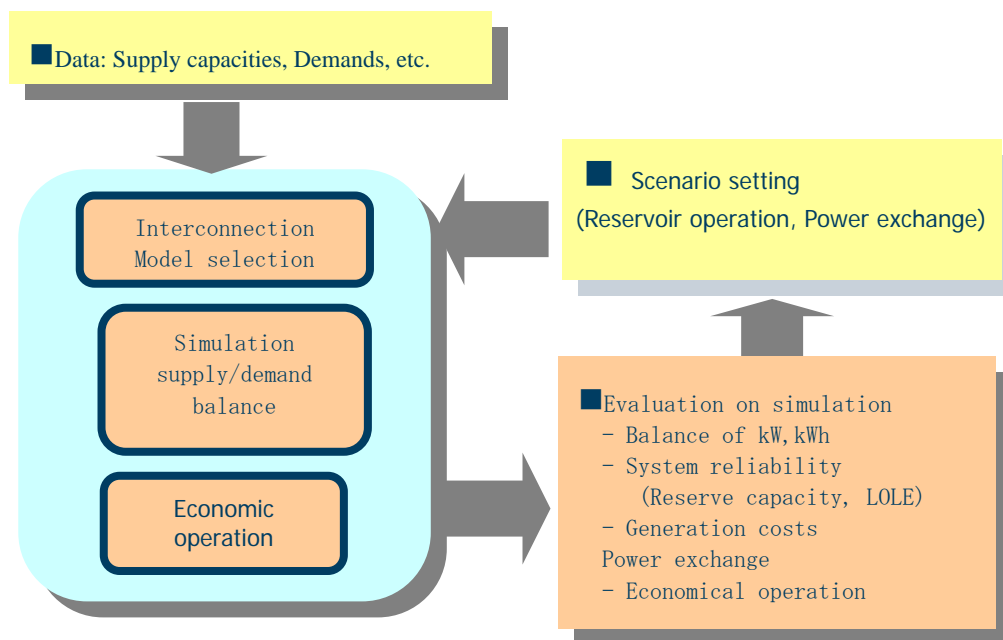 ■Data: Supply capacities, Demands, etc.
Interconnection
Model selection
Simulation
supply/demand
balance
Economic
operation
■ Scenario setting
(Reservoir operation, Power exchange)
■Evaluation on simulation
- Balance of kW,kWh
- System reliability
(Reserve capacity, LOLE)
- Generation costs
Power exchange
- Economical operation